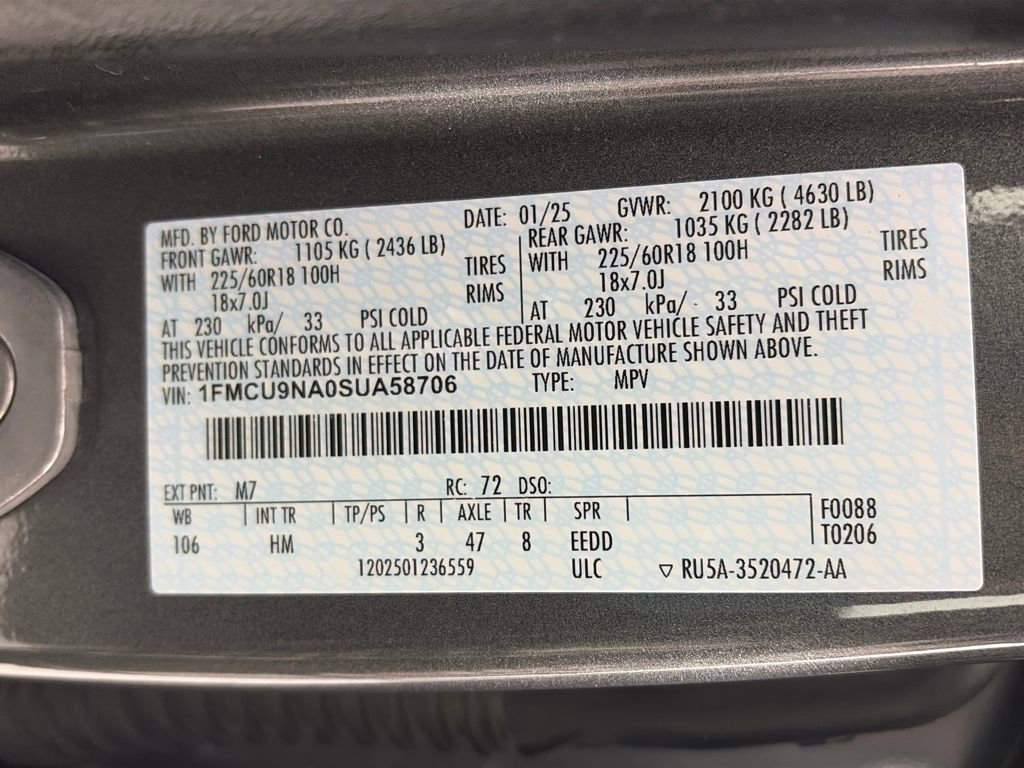 MFD. BY FORD MOTOR CO. DATE: 01/25 GVWR: 2100 KG ( 4630 LB)
FRONT GAWR: 1105 KG ( 2436 LB) REAR GAWR: 1035 KG ( 2282 LB)
WITH 225/60R18 100H TIRES WITH 225/60R18 100H TIRES
18x7.0J RIMS 18x7.0J RIMS
AT 230 kPa/ 33 PSI COLD AT 230 kPa/ 33 PSI COLD
THIS VEHICLE CONFORMS TO ALL APPLICABLE FEDERAL MOTOR VEHICLE SAFETY AND THEFT
PREVENTION STANDARDS IN EFFECT ON THE DATE OF MANUFACTURE SHOWN ABOVE.
VIN: 1FMCU9NA0SUA58706 TYPE: MPV
EXT PNT: M7 RC: 72 DSO:
WB INT TR TP/PS R AXLE TR SPR F0088
106 HM 3 47 8 EEDD T0206
1202501236559 ULC ▽ RU5A-3520472-AA